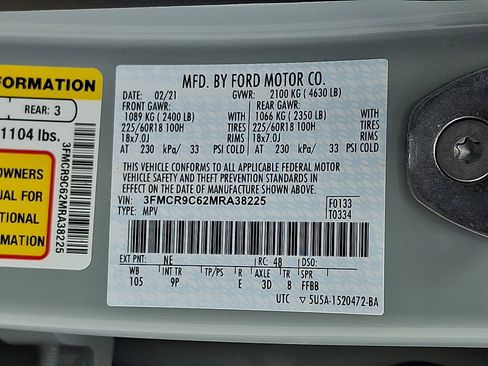 FORMATION
REAR: 3
1104 lbs.
OWNERS
UAL FOR
TIONAL
RMATION
3FMCR9C62MRA38225
MFD. BY FORD MOTOR CO.
DATE: 02/21 GVWR: 2100 KG ( 4630 LB)
FRONT GAWR: REAR GAWR:
1089 KG ( 2400 LB) 1066 KG ( 2350 LB)
225/60R18 100H TIRES 225/60R18 100H TIRES
18x7.0J RIMS 18x7.0J RIMS
AT 230 kPa/ 33 PSI COLD AT 230 kPa/ 33 PSI COLD
THIS VEHICLE CONFORMS TO ALL APPLICABLE FEDERAL MOTOR
VEHICLE SAFETY AND THEFT PREVENTION STANDARDS IN
EFFECT ON THE DATE OF MANUFACTURE SHOWN ABOVE.
VIN: 3FMCR9C62MRA38225 F0133
TYPE: MPV T0334
EXT PNT: NE RC: 48 DSO:
WB INT TR TP/PS R AXLE TR SPR
105 9P E 3D 8 FFBB
UTC ▽5U5A-1520472-BA